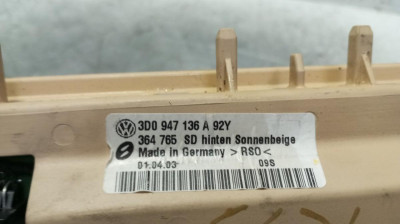 3D0 947 136 A 92Y
364 765 SD hinten Sonnenbeige
Made in Germany >RSO<
01.04.03 09S